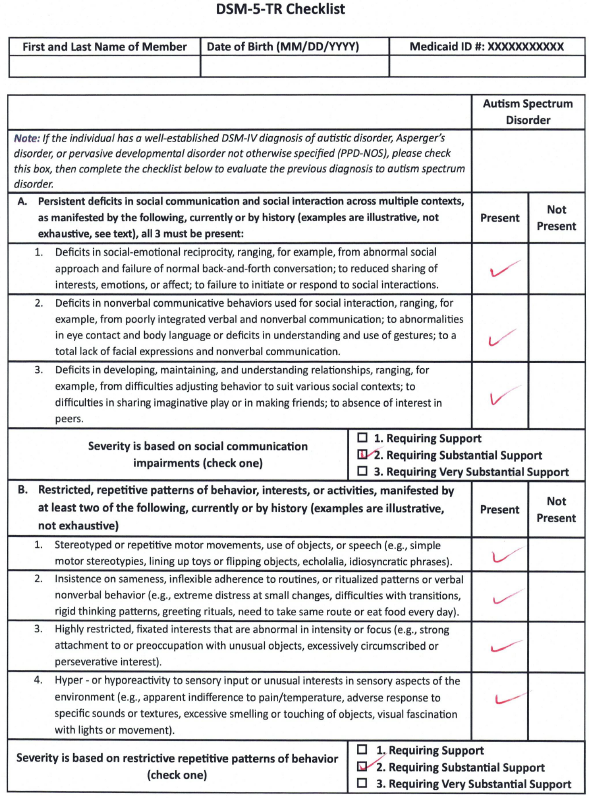 DSM-5-TR Checklist
First and Last Name of Member Date of Birth (MM/DD/YYYY) Medicaid ID #: XXXXXXXXXXX
Autism Spectrum
Disorder
Note: If the individual has a well-established DSM-IV diagnosis of autistic disorder, Asperger's
disorder, or pervasive developmental disorder not otherwise specified (PPD-NOS), please check
this box, then complete the checklist below to evaluate the previous diagnosis to autism spectrum
disorder.
A. Persistent deficits in social communication and social interaction across multiple contexts,
as manifested by the following, currently or by history (examples are illustrative, not
exhaustive, see text), all 3 must be present:
Present
Not
Present
1. Deficits in social-emotional reciprocity, ranging, for example, from abnormal social
approach and failure of normal back-and-forth conversation; to reduced sharing of
interests, emotions, or affect; to failure to initiate or respond to social interactions.
2. Deficits in nonverbal communicative behaviors used for social interaction, ranging, for
example, from poorly integrated verbal and nonverbal communication; to abnormalities
in eye contact and body language or deficits in understanding and use of gestures; to a
total lack of facial expressions and nonverbal communication.
3. Deficits in developing, maintaining, and understanding relationships, ranging, for
example, from difficulties adjusting behavior to suit various social contexts; to
difficulties in sharing imaginative play or in making friends; to absence of interest in
peers.
Severity is based on social communication
impairments (check one)
1. Requiring Support
2. Requiring Substantial Support
3. Requiring Very Substantial Support
B. Restricted, repetitive patterns of behavior, interests, or activities, manifested by
at least two of the following, currently or by history (examples are illustrative,
not exhaustive)
Present
Not
Present
1. Stereotyped or repetitive motor movements, use of objects, or speech (e.g., simple
motor stereotypies, lining up toys or flipping objects, echolalia, idiosyncratic phrases).
2. Insistence on sameness, inflexible adherence to routines, or ritualized patterns or verbal
nonverbal behavior (e.g., extreme distress at small changes, difficulties with transitions,
rigid thinking patterns, greeting rituals, need to take same route or eat food every day).
3. Highly restricted, fixated interests that are abnormal in intensity or focus (e.g., strong
attachment to or preoccupation with unusual objects, excessively circumscribed or
perseverative interest).
4. Hyper - or hyporeactivity to sensory input or unusual interests in sensory aspects of the
environment (e.g., apparent indifference to pain/temperature, adverse response to
specific sounds or textures, excessive smelling or touching of objects, visual fascination
with lights or movement).
Severity is based on restrictive repetitive patterns of behavior
(check one)
1. Requiring Support
2. Requiring Substantial Support
3. Requiring Very Substantial Support